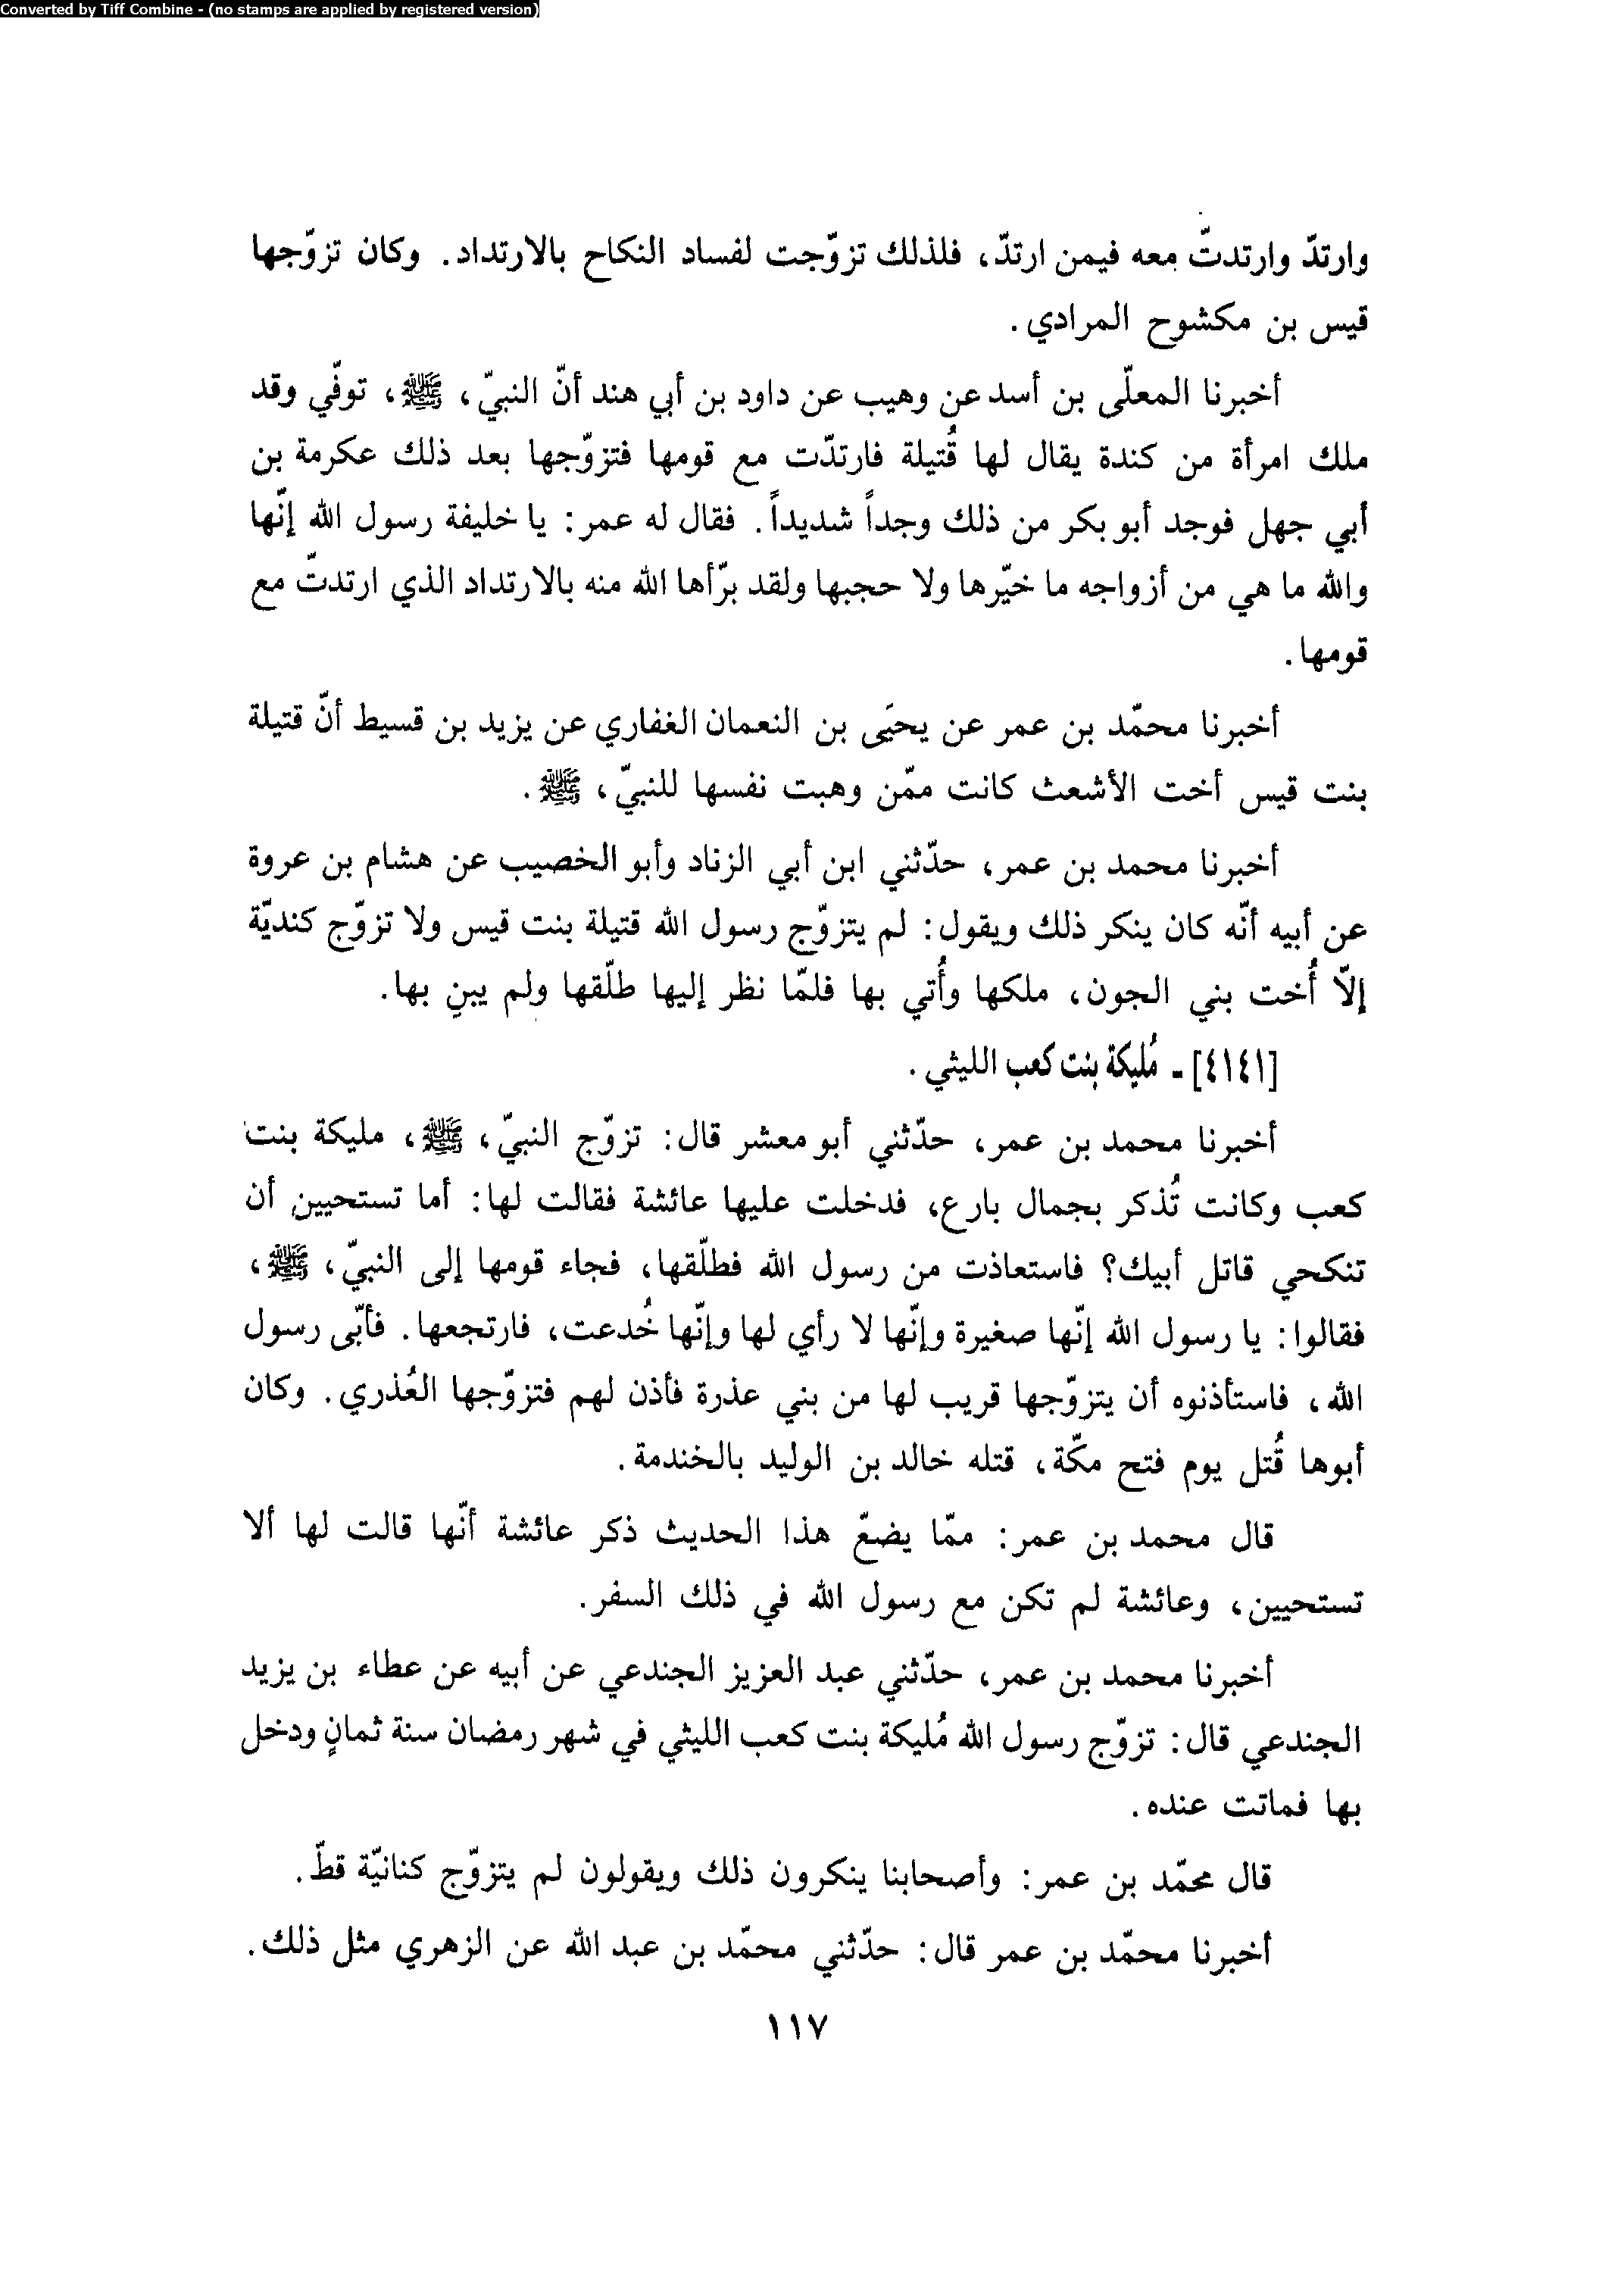 Converted by Tiff Combine - (no stamps are applied by registered version)
وارتدّ وارتدتّ معه فيمن ارتدّ، فلذلك تزوّجت لفساد النكاح بالارتداد. وكان تزوّجها
قيس بن مكشوح المرادي.
أخبرنا المعلّى بن أسد عن وهيب عن داود بن أبي هند أنّ النبيّ، ﷺ، توفّي وقد
ملك امرأة من كندة يقال لها قُتيلة فارتدّت مع قومها فتزوّجها بعد ذلك عكرمة بن
أبي جهل فوجد أبو بكر من ذلك وجداً شديداً. فقال له عمر: يا خليفة رسول الله إنّها
والله ما هي من أزواجه ما خيّرها ولا حجبها ولقد برّأها الله منه بالارتداد الذي ارتدتّ مع
قومها.
أخبرنا محمّد بن عمر عن يحيَى بن النعمان الغفاري عن يزيد بن قسيط أنّ قتيلة
بنت قيس أخت الأشعث كانت ممّن وهبت نفسها للنبيّ، ﷺ.
أخبرنا محمد بن عمر، حدّثني ابن أبي الزناد وأبو الخصيب عن هشام بن عروة
عن أبيه أنّه كان ينكر ذلك ويقول: لم يتزوّج رسول الله قتيلة بنت قيس ولا تزوّج كنديّة
إلاّ أُخت بني الجون، ملكها وأُتي بها فلمّا نظر إليها طلّقها ولم يبنِ بها.
[٤١٤١] - مُليكة بنت كعب الليثي.
أخبرنا محمد بن عمر، حدّثني أبو معشر قال: تزوّج النبيّ، ﷺ، مليكة بنت
كعب وكانت تُذكر بجمال بارع، فدخلت عليها عائشة فقالت لها: أما تستحيين أن
تنكحي قاتل أبيك؟ فاستعاذت من رسول الله فطلّقها، فجاء قومها إلى النبيّ، ﷺ،
فقالوا: يا رسول الله إنّها صغيرة وإنّها لا رأي لها وإنّها خُدعت، فارتجعها. فأبّى رسول
الله، فاستأذنوه أن يتزوّجها قريب لها من بني عذرة فأذن لهم فتزوّجها العُذري. وكان
أبوها قُتل يوم فتح مكّة، قتله خالد بن الوليد بالخندمة.
قال محمد بن عمر: ممّا يضعّ هذا الحديث ذكر عائشة أنّها قالت لها ألا
تستحيين، وعائشة لم تكن مع رسول الله في ذلك السفر.
أخبرنا محمد بن عمر، حدّثني عبد العزيز الجندعي عن أبيه عن عطاء بن يزيد
الجندعي قال: تزوّج رسول الله مُليكة بنت كعب الليثي في شهر رمضان سنة ثمانٍ ودخل
بها فماتت عنده.
قال محمّد بن عمر: وأصحابنا ينكرون ذلك ويقولون لم يتزوّج كنانيّة قطّ.
أخبرنا محمّد بن عمر قال: حدّثني محمّد بن عبد الله عن الزهري مثل ذلك.
١١٧